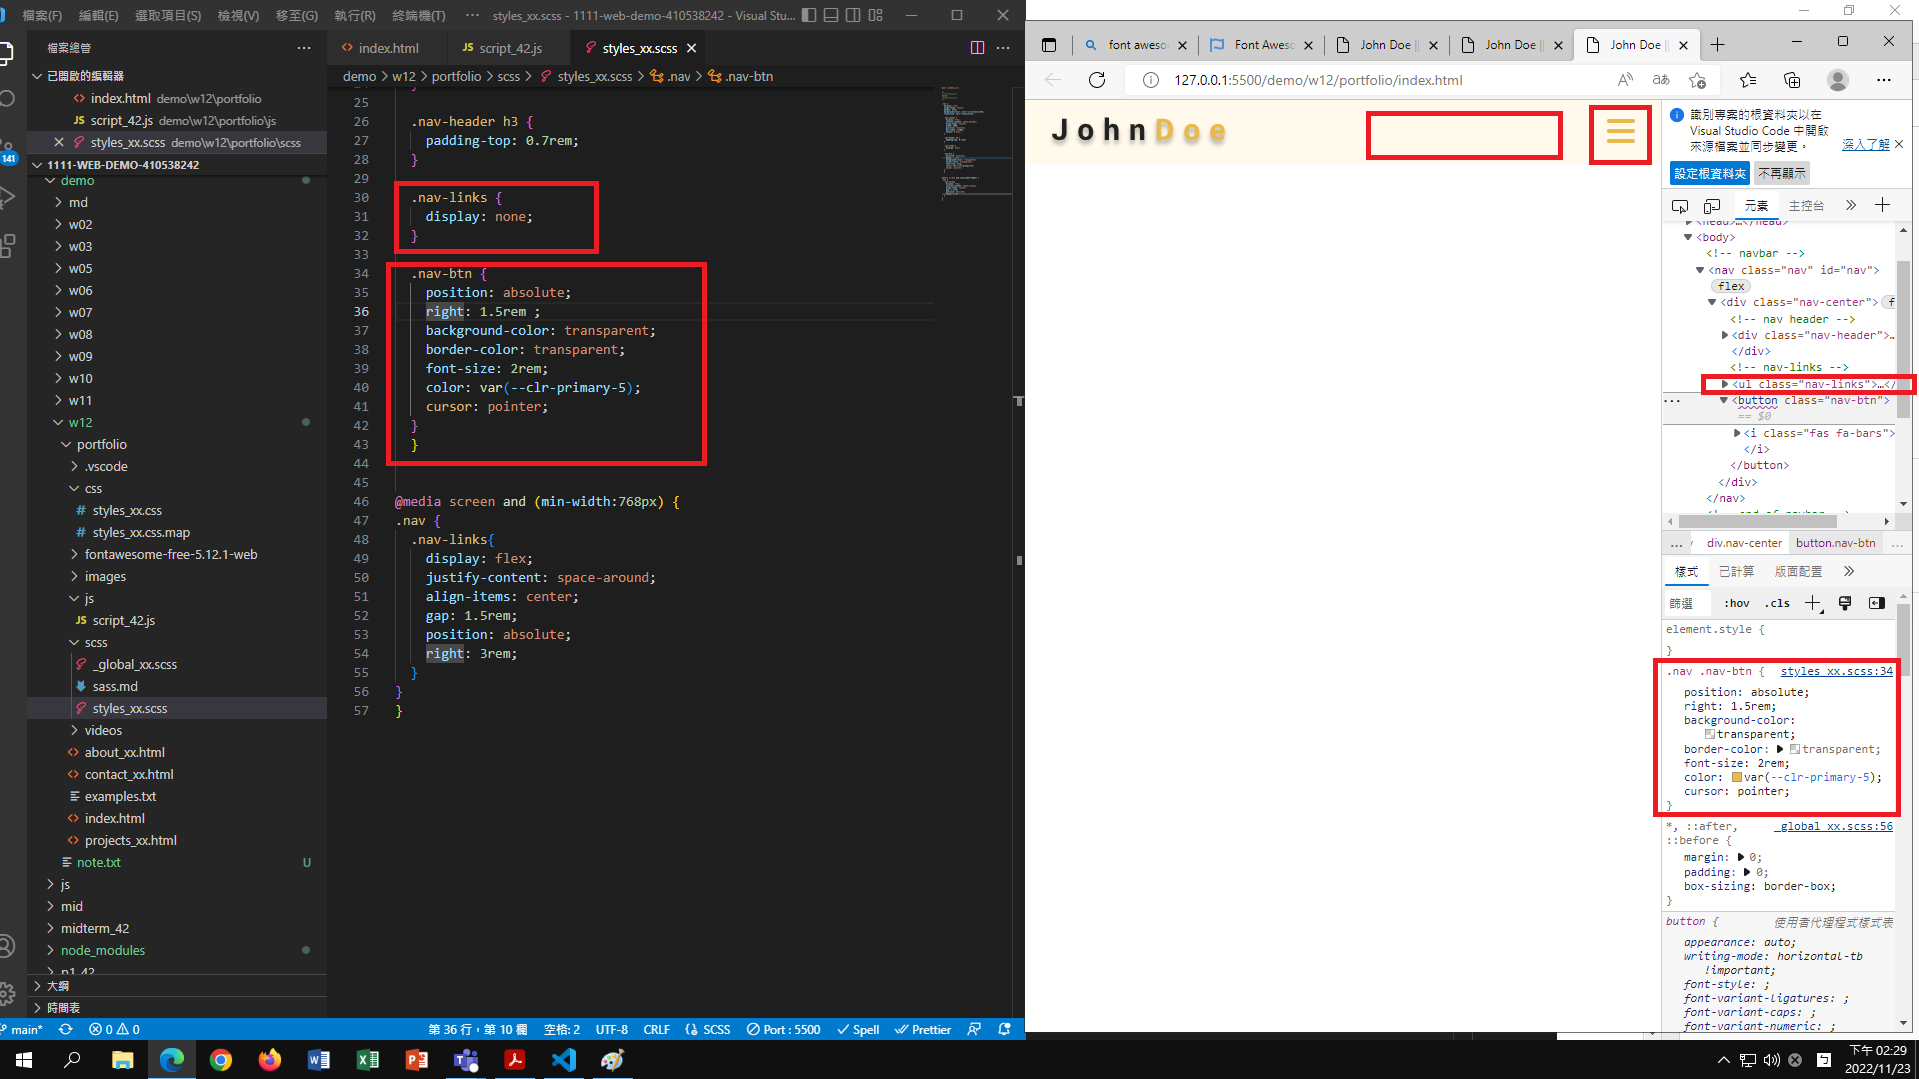 檔案(F) 編輯(E) 選取項目(S) 檢視(V) 移至(G) 執行(R) 終端機(T) ··· styles_xx.scss - 1111-web-demo-410538242 - Visual Stu...
檔案總管 ···
已開啟的編輯器
<> index.html demo\w12\portfolio
JS script_42.js demo\w12\portfolio\js
styles_xx.scss demo\w12\portfolio\scss
141
1111-WEB-DEMO-410538242
demo
md
w02
w03
w05
w06
w07
w08
w09
w10
w11
w12
portfolio
.vscode
css
# styles_xx.css
# styles_xx.css.map
fontawesome-free-5.12.1-web
images
js
JS script_42.js
scss
_global_xx.scss
sass.md
styles_xx.scss
videos
<> about_xx.html
<> contact_xx.html
examples.txt
<> index.html
<> projects_xx.html
note.txt U
js
mid
midterm_42
node_modules
p1_42
大綱
時間表
<> index.html JS script_42.js styles_xx.scss ···
demo > w12 > portfolio > scss > styles_xx.scss > .nav > .nav-btn
25
26 .nav-header h3 {
27 padding-top: 0.7rem;
28 }
29
30 .nav-links {
31 display: none;
32 }
33
34 .nav-btn {
35 position: absolute;
36 right: 1.5rem ;
37 background-color: transparent;
38 border-color: transparent;
39 font-size: 2rem;
40 color: var(--clr-primary-5);
41 cursor: pointer;
42 }
43 }
44
45
46 @media screen and (min-width:768px) {
47 .nav {
48 .nav-links{
49 display: flex;
50 justify-content: space-around;
51 align-items: center;
52 gap: 1.5rem;
53 position: absolute;
54 right: 3rem;
55 }
56 }
57 }
main* 0 0 第 36 行，第 10 欄 空格: 2 UTF-8 CRLF SCSS Port : 5500 Spell Prettier
font aweso Font Awesc John Doe || John Doe || John Doe ||
127.0.0.1:5500/demo/w12/portfolio/index.html
JohnDoe
識別專案的根資料夾以在
Visual Studio Code 中開啟
來源檔案並同步變更。 深入了解
設定根資料夾 不再顯示
元素 主控台
<head>…</head>
<body>
<!-- navbar -->
<nav class="nav" id="nav">
flex
<div class="nav-center"> f
<!-- nav header -->
<div class="nav-header">…
</div>
<!-- nav-links -->
<ul class="nav-links">…</
<button class="nav-btn">
== $0
<i class="fas fa-bars">
</i>
</button>
</div>
</nav>
<!-- end of navbar -->
... div.nav-center button.nav-btn ...
樣式 已計算 版面配置
篩選 :hov .cls
element.style {
}
.nav .nav-btn { styles_xx.scss:34
position: absolute;
right: 1.5rem;
background-color:
transparent;
border-color: transparent;
font-size: 2rem;
color: var(--clr-primary-5);
cursor: pointer;
}
*, ::after, _global_xx.scss:56
::before {
margin: 0;
padding: 0;
box-sizing: border-box;
}
button { 使用者代理程式樣式表
appearance: auto;
writing-mode: horizontal-tb
!important;
font-style: ;
font-variant-ligatures: ;
font-variant-caps: ;
font-variant-numeric: ;
下午 02:29
2022/11/23